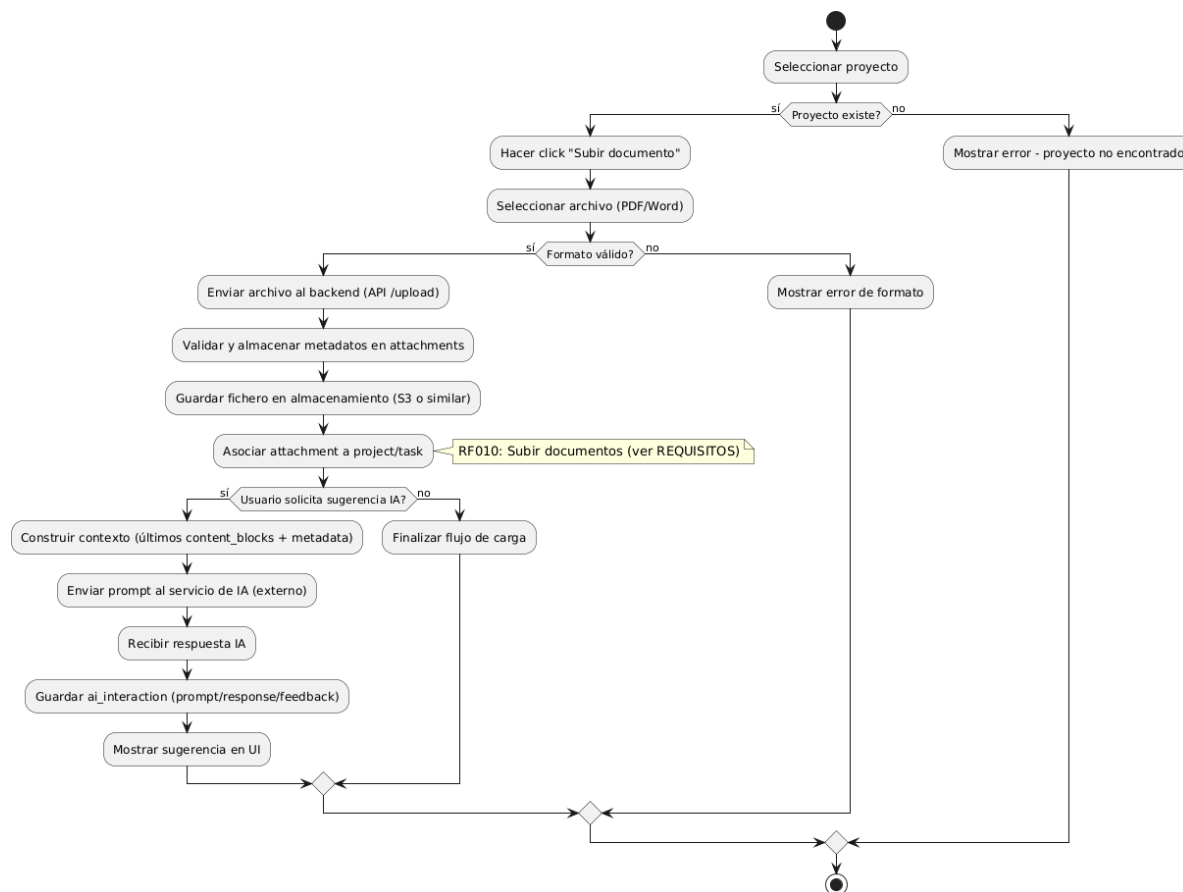 Seleccionar proyecto
sí
Proyecto existe?
no
Hacer click "Subir documento"
Mostrar error - proyecto no encontrado
Seleccionar archivo (PDF/Word)
sí
Formato válido?
no
Enviar archivo al backend (API /upload)
Mostrar error de formato
Validar y almacenar metadatos en attachments
Guardar fichero en almacenamiento (S3 o similar)
Asociar attachment a project/task
RF010: Subir documentos (ver REQUISITOS)
sí
Usuario solicita sugerencia IA?
no
Construir contexto (últimos content_blocks + metadata)
Finalizar flujo de carga
Enviar prompt al servicio de IA (externo)
Recibir respuesta IA
Guardar ai_interaction (prompt/response/feedback)
Mostrar sugerencia en UI